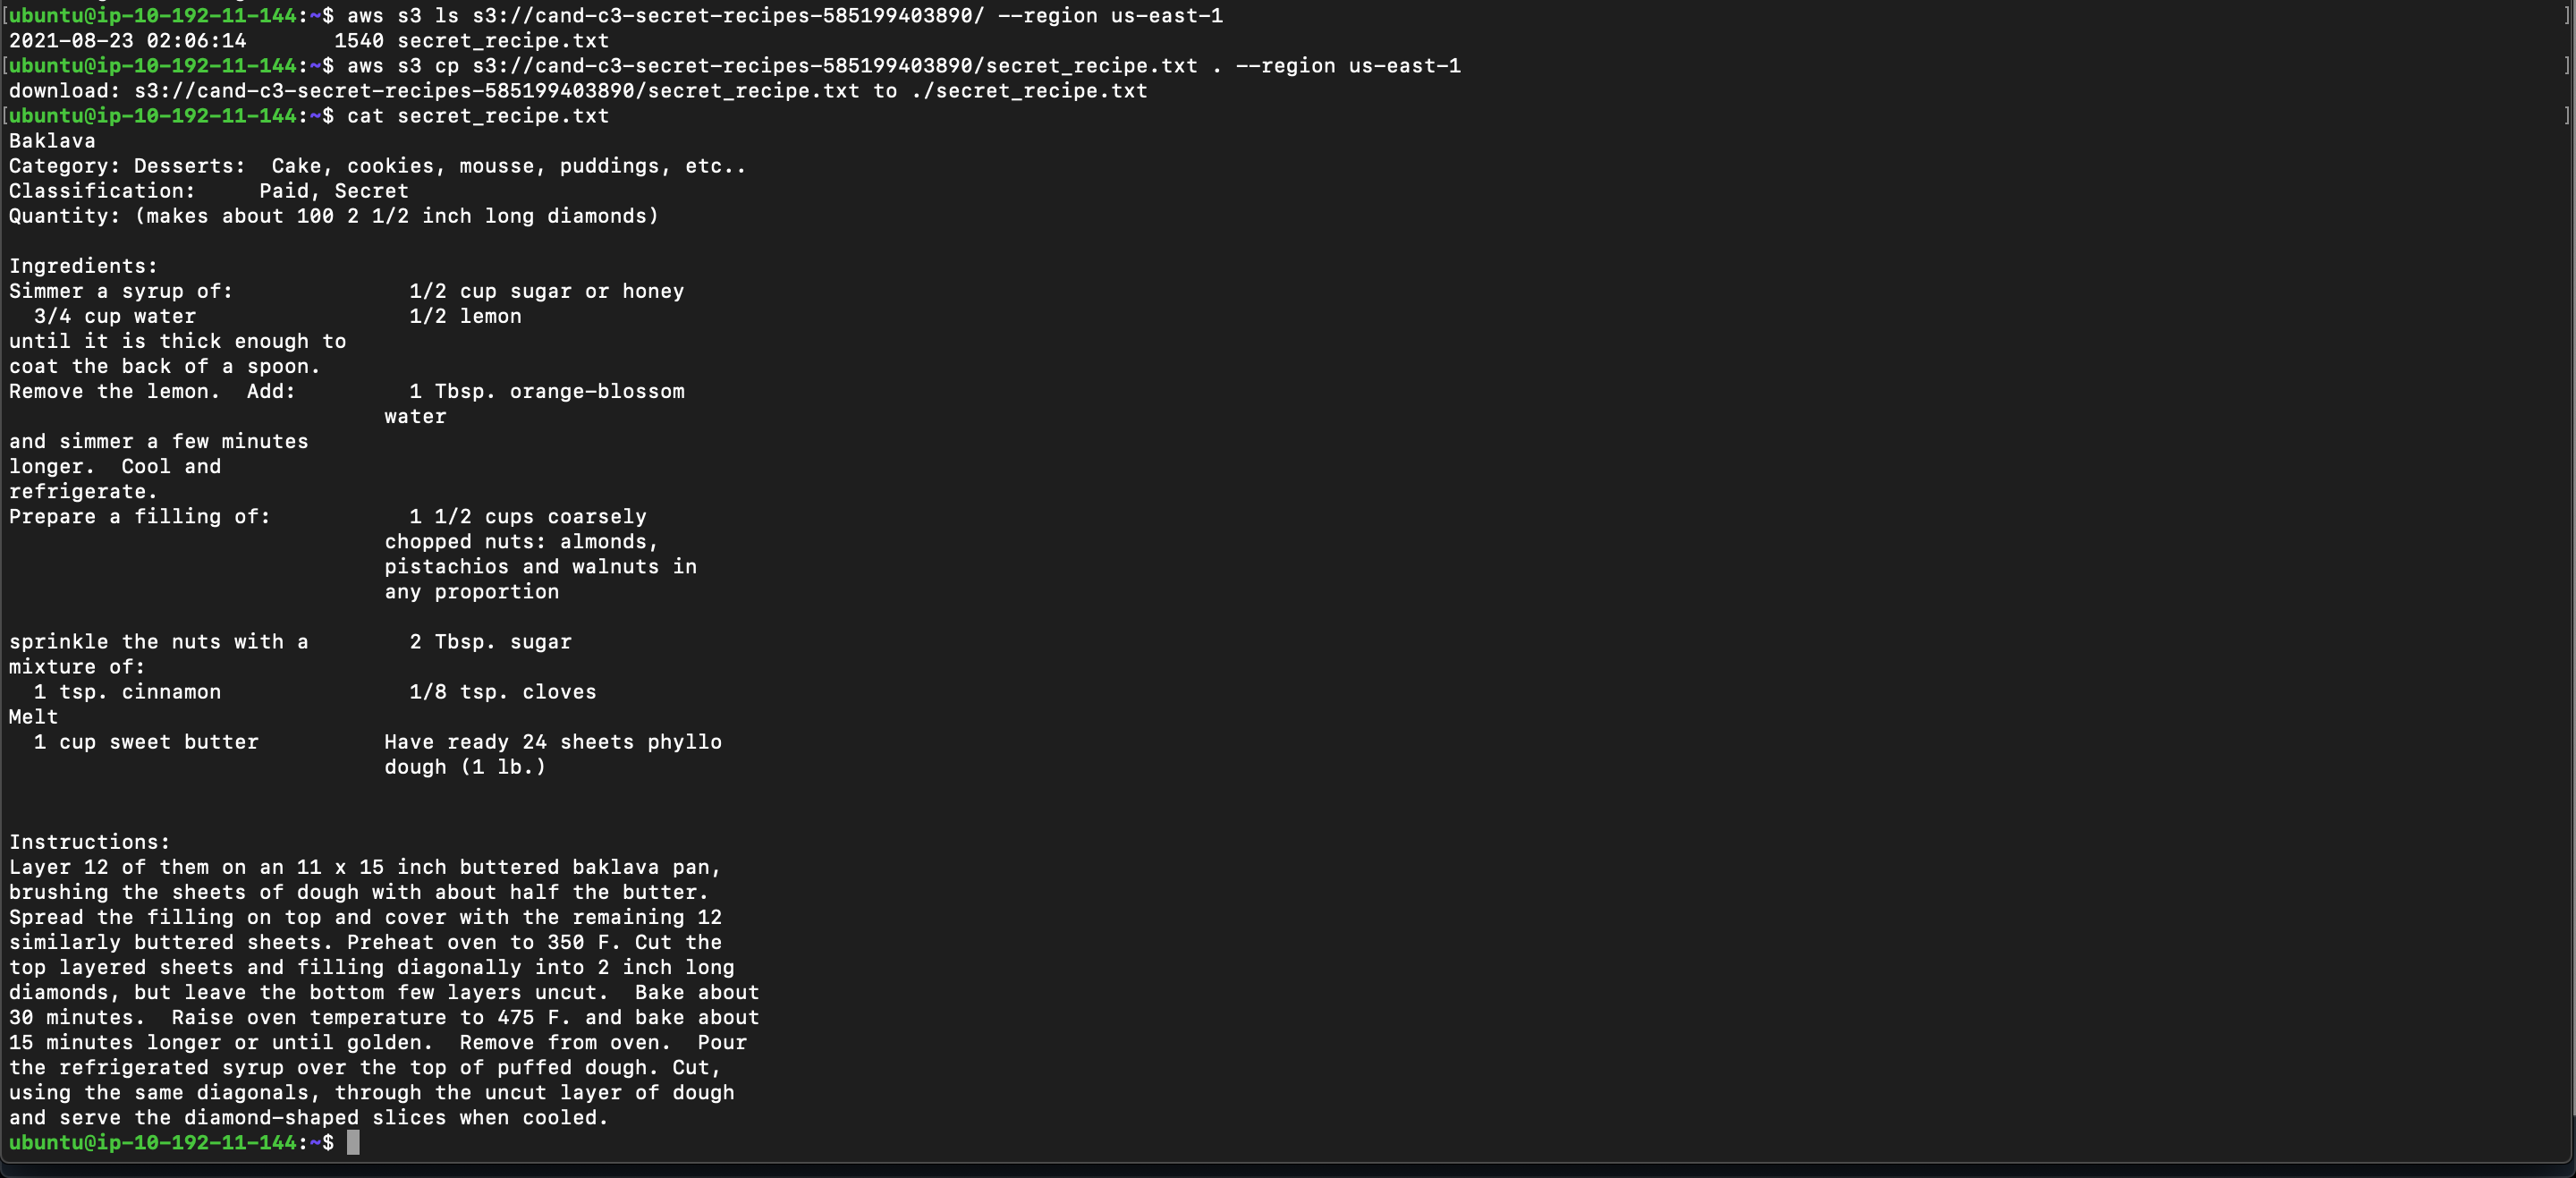 [ubuntu@ip-10-192-11-144:~$ aws s3 ls s3://cand-c3-secret-recipes-585199403890/ --region us-east-1 ]
2021-08-23 02:06:14       1540 secret_recipe.txt
[ubuntu@ip-10-192-11-144:~$ aws s3 cp s3://cand-c3-secret-recipes-585199403890/secret_recipe.txt . --region us-east-1 ]
download: s3://cand-c3-secret-recipes-585199403890/secret_recipe.txt to ./secret_recipe.txt
[ubuntu@ip-10-192-11-144:~$ cat secret_recipe.txt ]
Baklava
Category: Desserts:  Cake, cookies, mousse, puddings, etc..
Classification:     Paid, Secret
Quantity: (makes about 100 2 1/2 inch long diamonds)

Ingredients:
Simmer a syrup of:              1/2 cup sugar or honey
  3/4 cup water                 1/2 lemon
until it is thick enough to
coat the back of a spoon.
Remove the lemon.  Add:         1 Tbsp. orange-blossom
                              water
and simmer a few minutes
longer.  Cool and
refrigerate.
Prepare a filling of:           1 1/2 cups coarsely
                              chopped nuts: almonds,
                              pistachios and walnuts in
                              any proportion

sprinkle the nuts with a        2 Tbsp. sugar
mixture of:
  1 tsp. cinnamon               1/8 tsp. cloves
Melt
  1 cup sweet butter          Have ready 24 sheets phyllo
                              dough (1 lb.)

Instructions:
Layer 12 of them on an 11 x 15 inch buttered baklava pan,
brushing the sheets of dough with about half the butter.
Spread the filling on top and cover with the remaining 12
similarly buttered sheets. Preheat oven to 350 F. Cut the
top layered sheets and filling diagonally into 2 inch long
diamonds, but leave the bottom few layers uncut.  Bake about
30 minutes.  Raise oven temperature to 475 F. and bake about
15 minutes longer or until golden.  Remove from oven.  Pour
the refrigerated syrup over the top of puffed dough. Cut,
using the same diagonals, through the uncut layer of dough
and serve the diamond-shaped slices when cooled.
ubuntu@ip-10-192-11-144:~$